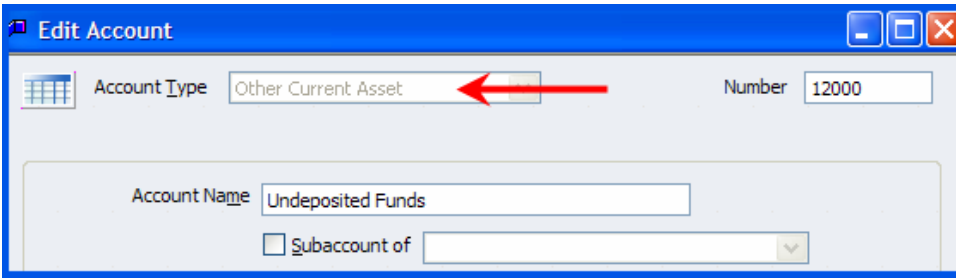 Edit Account
Account Type Other Current Asset Number 12000
Account Name Undeposited Funds
Subaccount of